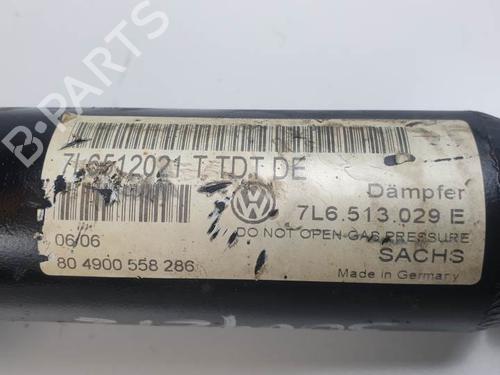 7L6512021 T TDT DE
Dämpfer
7L6.513.029 E
DO NOT OPEN-GAS PRESSURE
06/06
SACHS
80 4900 558 286
Made in Germany
B-PARTS